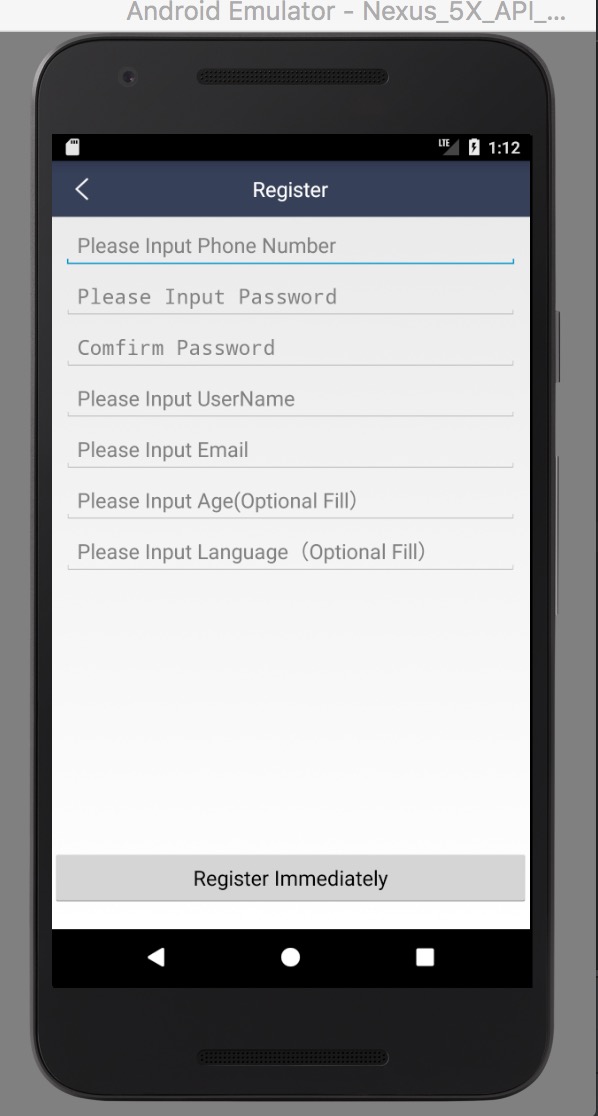 Android Emulator - Nexus_5X_API_...
LTE 1:12
Register
Please Input Phone Number
Please Input Password
Comfirm Password
Please Input UserName
Please Input Email
Please Input Age(Optional Fill）
Please Input Language（Optional Fill）
Register Immediately